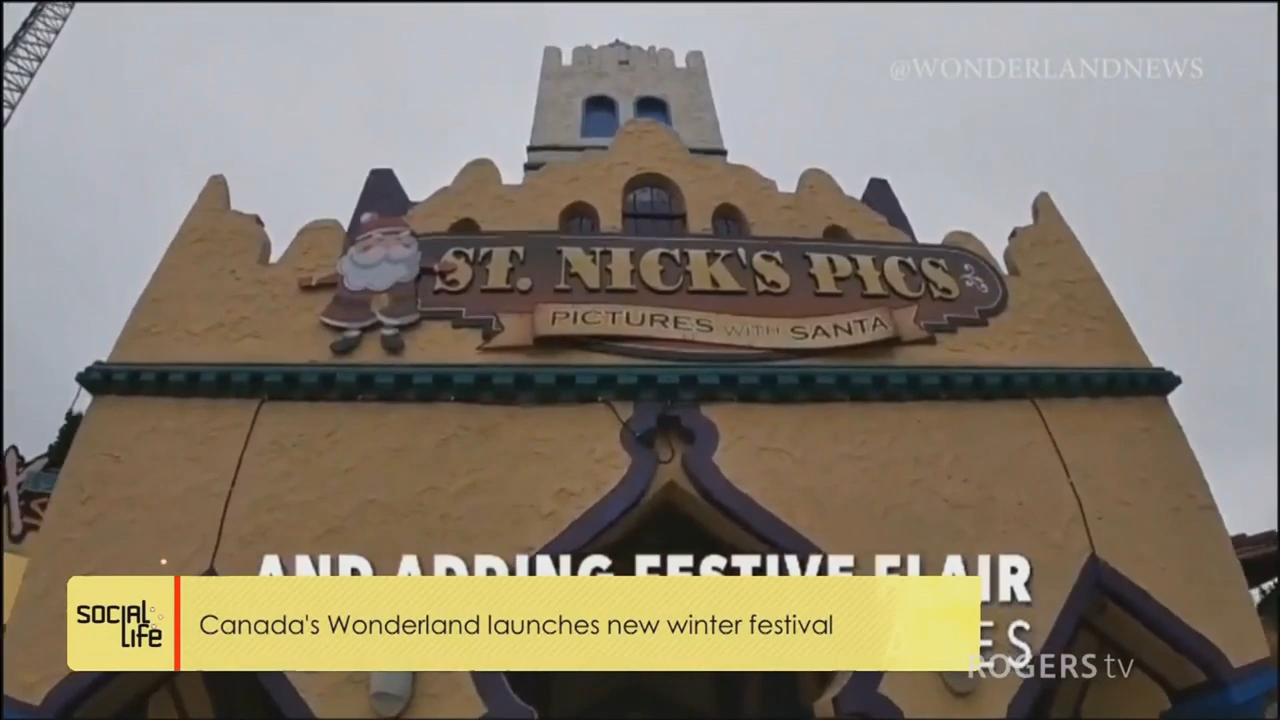 @WONDERLANDNEWS
ST. NICK'S PICS
PICTURES WITH SANTA
AND ADDING FESTIVE FLAIR
SOCIAL
LIFE
Canada's Wonderland launches new winter festival
ROGERS tv